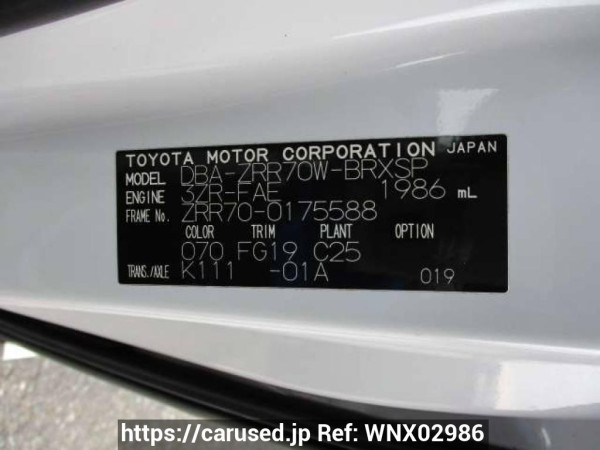 TOYOTA MOTOR CORPORATION JAPAN
MODEL DBA-ZRR70W-BRXSP
ENGINE 3ZR-FAE 1986 mL
FRAME No. ZRR70-0175588
COLOR TRIM PLANT OPTION
070 FG19 C25
TRANS./AXLE K111 -01A 019
https://carused.jp Ref: WNX02986